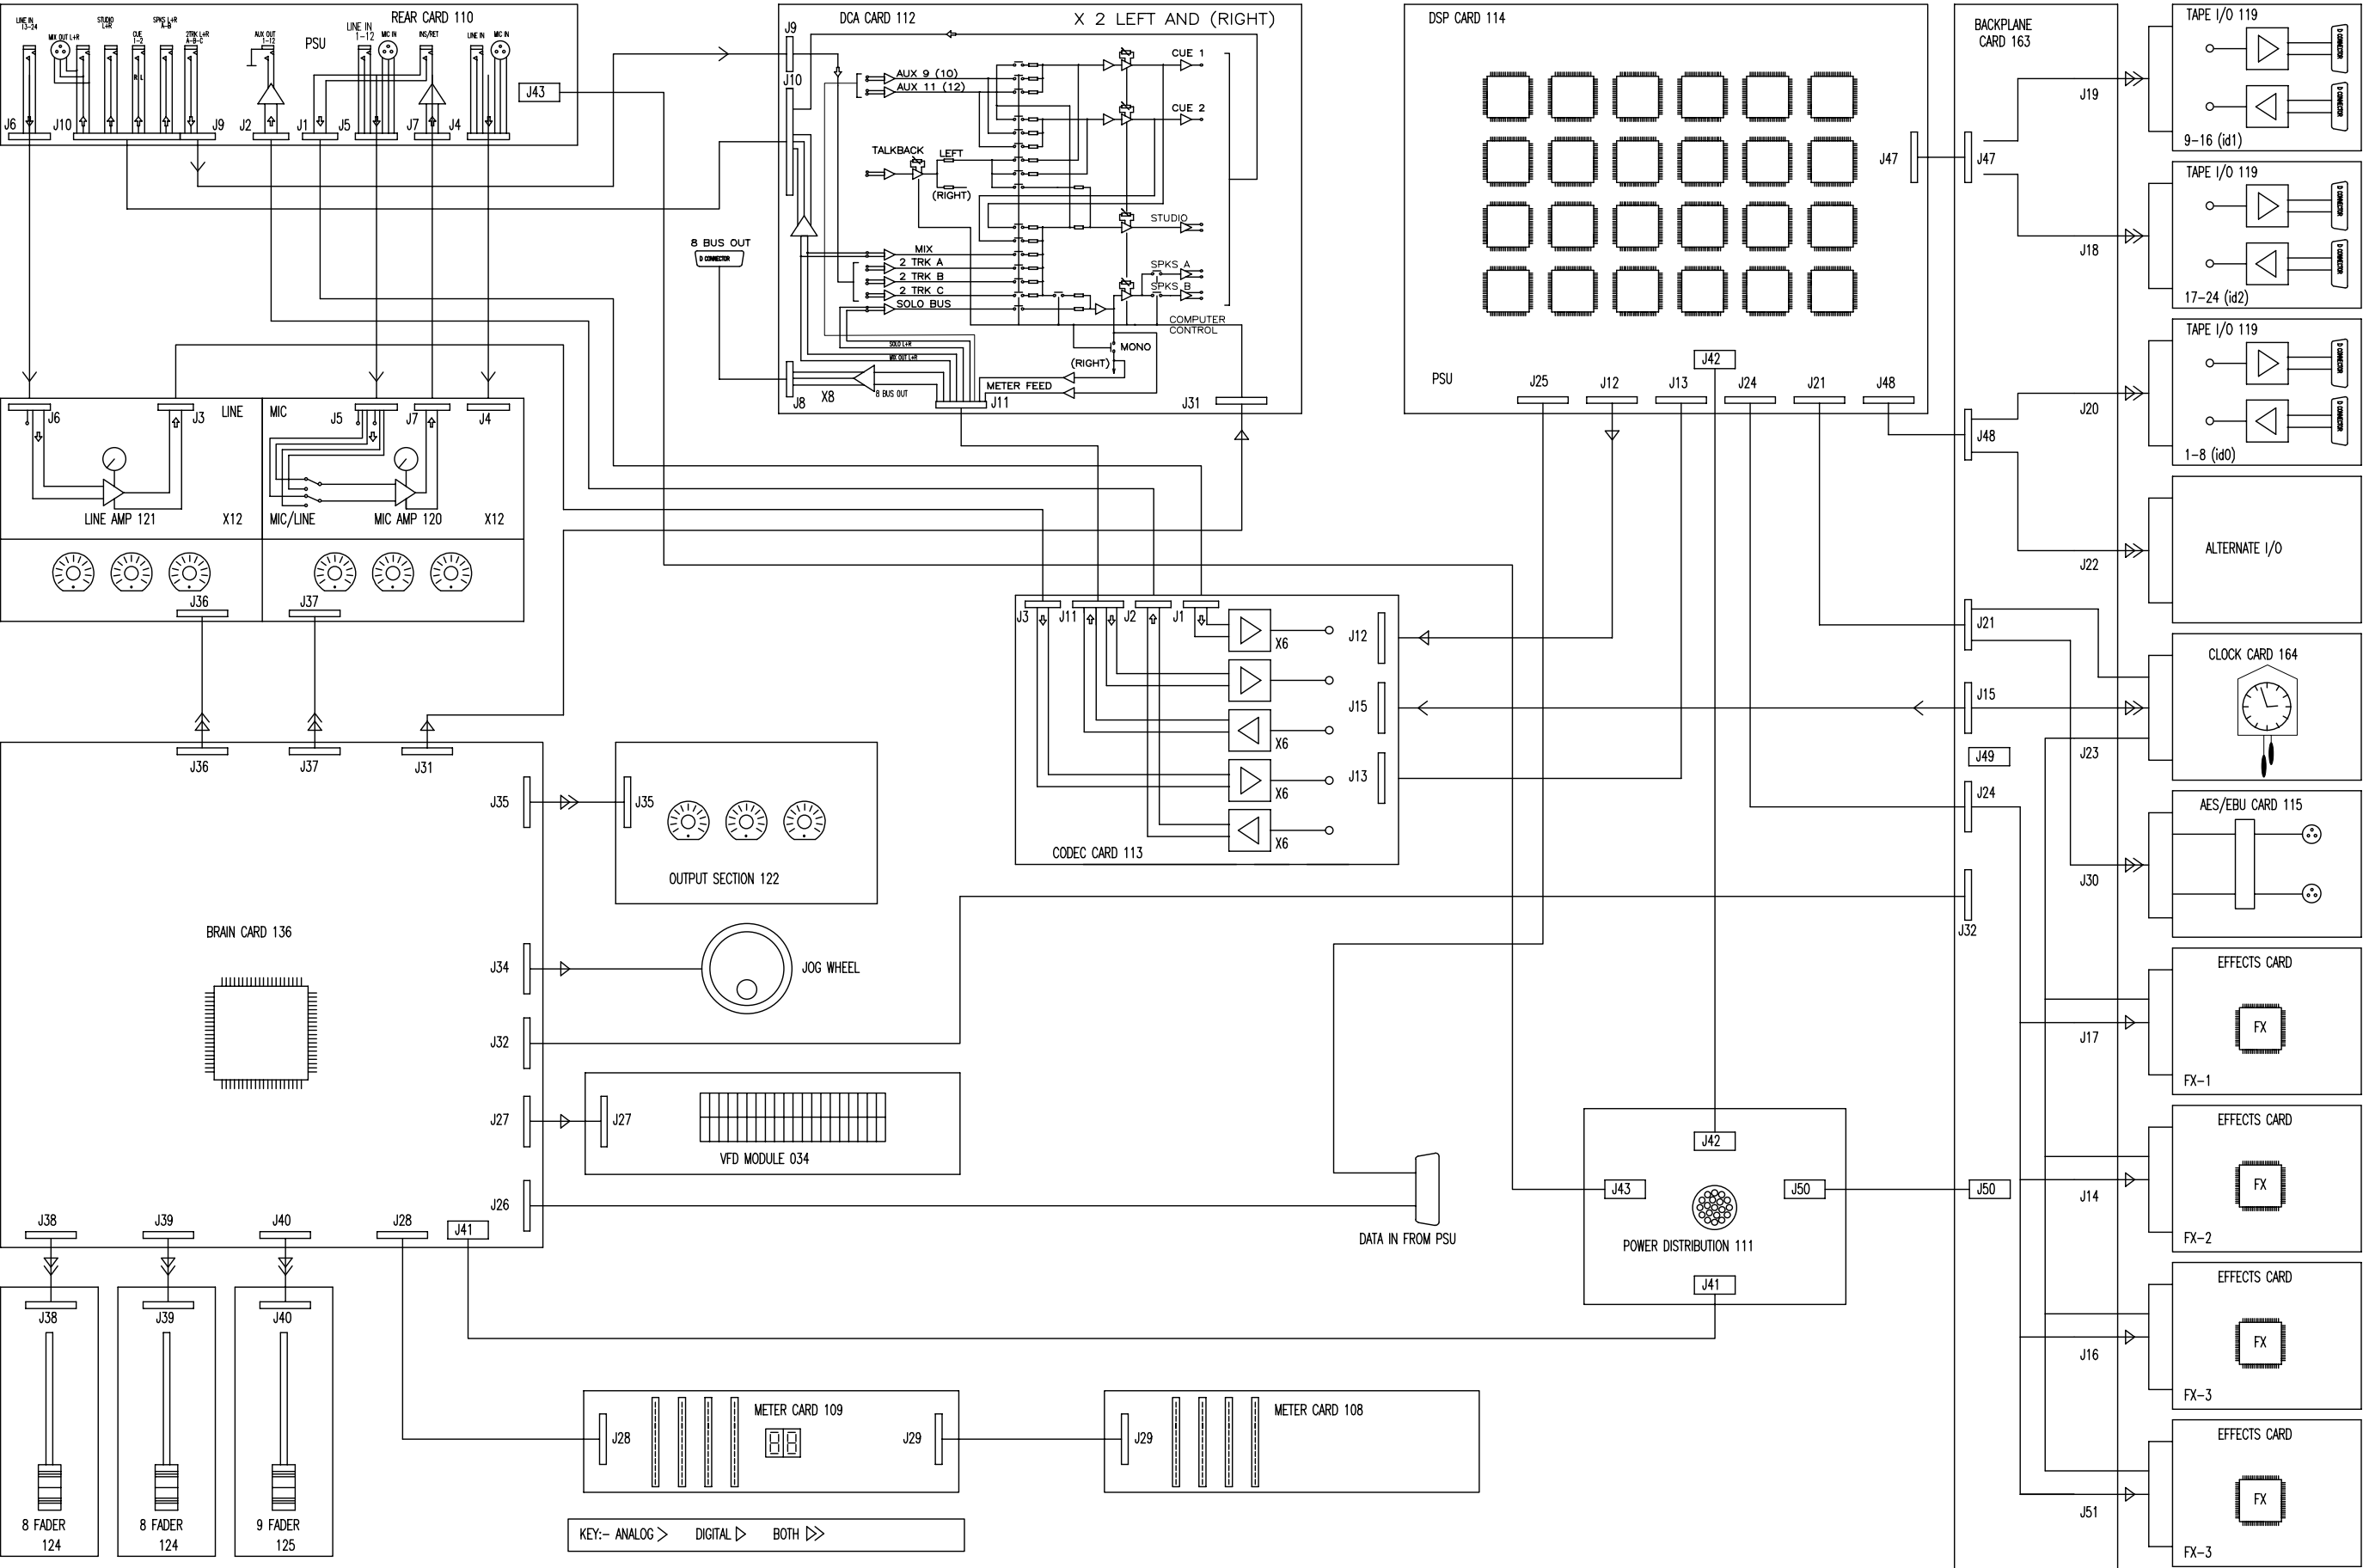 REAR CARD 110
LINE IN
13-24
MIX OUT L+R
STUDIO
L+R
CUE
1-2
R L
SPKS L+R
A-B
2TRK L+R
A-B-C
AUX OUT
1-12
PSU
LINE IN
1-12
MIC IN
INS/RET
LINE IN
MIC IN
J43
J6
J10
J9
J2
J1
J5
J7
J4
J6
J3
LINE
LINE AMP 121
X12
MIC
J5
J7
J4
MIC/LINE
MIC AMP 120
X12
J36
J37
DCA CARD 112
X 2 LEFT AND (RIGHT)
J9
J10
AUX 9 (10)
AUX 11 (12)
CUE 1
CUE 2
TALKBACK
LEFT
(RIGHT)
STUDIO
MIX
2 TRK A
2 TRK B
2 TRK C
SOLO BUS
SPKS A
SPKS B
COMPUTER
CONTROL
SOLO L+R
MIX OUT L+R
MONO
(RIGHT)
METER FEED
8 BUS OUT
J8
X8
J11
J31
8 BUS OUT
D CONNECTOR
DSP CARD 114
J47
J42
PSU
J25
J12
J13
J24
J21
J48
BACKPLANE
CARD 163
J47
J19
J18
J48
J20
J22
J21
J15
J49
J23
J24
J30
J32
J17
J14
J50
J16
J51
TAPE I/O 119
D CONNECTOR
D CONNECTOR
9-16 (id1)
TAPE I/O 119
D CONNECTOR
D CONNECTOR
17-24 (id2)
TAPE I/O 119
D CONNECTOR
D CONNECTOR
1-8 (id0)
ALTERNATE I/O
CLOCK CARD 164
AES/EBU CARD 115
EFFECTS CARD
FX
FX-1
EFFECTS CARD
FX
FX-2
EFFECTS CARD
FX
FX-3
EFFECTS CARD
FX
FX-3
J3
J11
J2
J1
X6
X6
X6
X6
J12
J15
J13
CODEC CARD 113
BRAIN CARD 136
J36
J37
J31
J35
J34
J32
J27
J26
J38
J39
J40
J28
J41
J35
OUTPUT SECTION 122
JOG WHEEL
J27
VFD MODULE 034
DATA IN FROM PSU
J42
J43
J50
POWER DISTRIBUTION 111
J41
J38
8 FADER
124
J39
8 FADER
124
J40
9 FADER
125
J28
METER CARD 109
88
J29
J29
METER CARD 108
KEY:- ANALOG DIGITAL BOTH